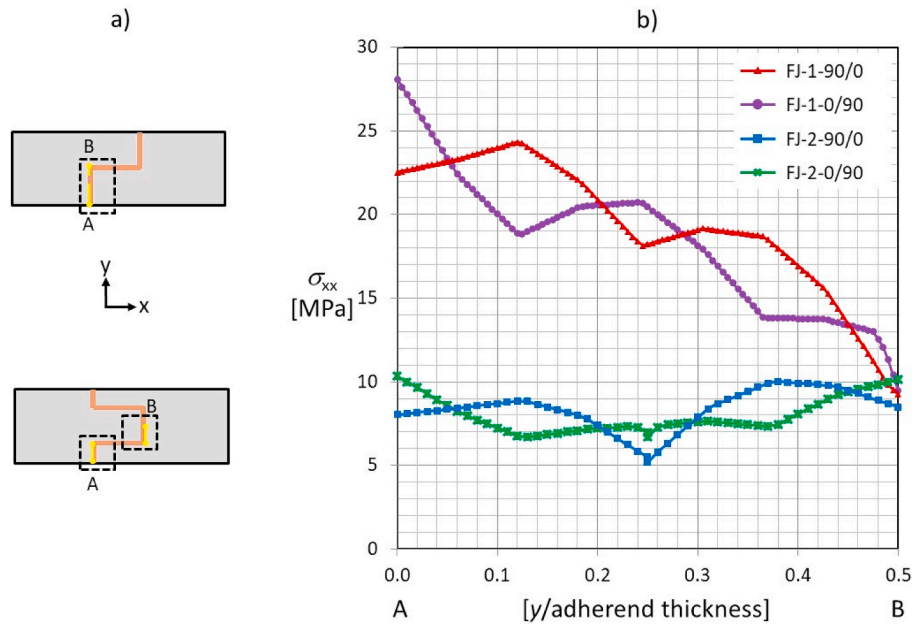 a)
b)
B
A
y
x
B
A
σxx
[MPa]
30
25
20
15
10
5
0
FJ-1-90/0
FJ-1-0/90
FJ-2-90/0
FJ-2-0/90
0.0 0.1 0.2 0.3 0.4 0.5
A [y/adherend thickness] B